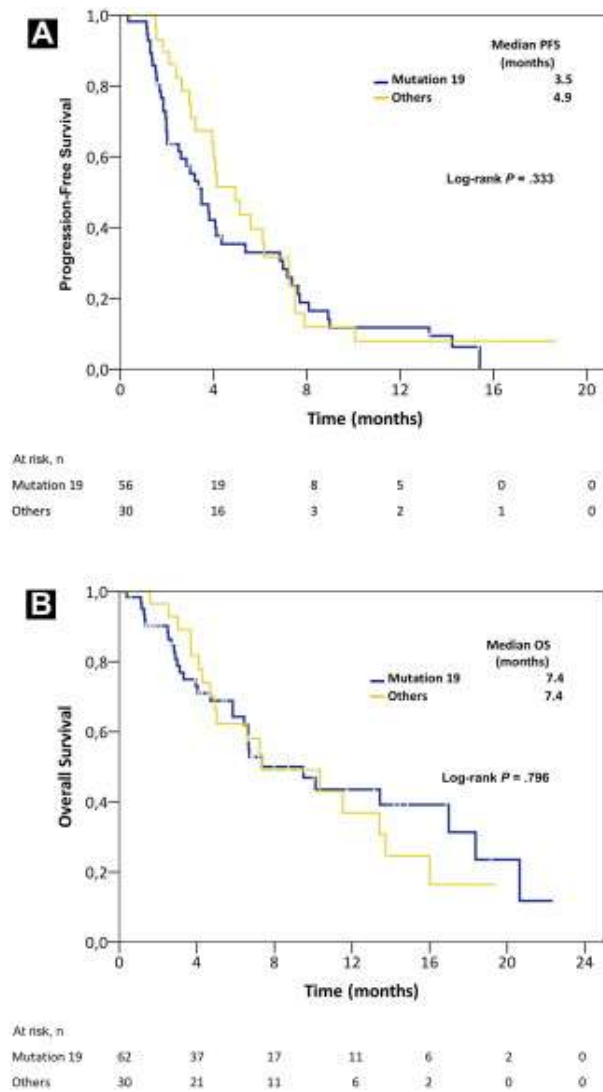 A
1,0
0,8
0,6
0,4
0,2
0,0
Progression-Free Survival
Median PFS
(months)
Mutation 19 3.5
Others 4.9
Log-rank P = .333
0 4 8 12 16 20
Time (months)
At risk, n
Mutation 19 56 19 8 5 0 0
Others 30 16 3 2 1 0
B
1,0
0,8
0,6
0,4
0,2
0,0
Overall Survival
Median OS
(months)
Mutation 19 7.4
Others 7.4
Log-rank P = .796
0 4 8 12 16 20 24
Time (months)
At risk, n
Mutation 19 62 37 17 11 6 2 0
Others 30 21 11 6 2 0 0